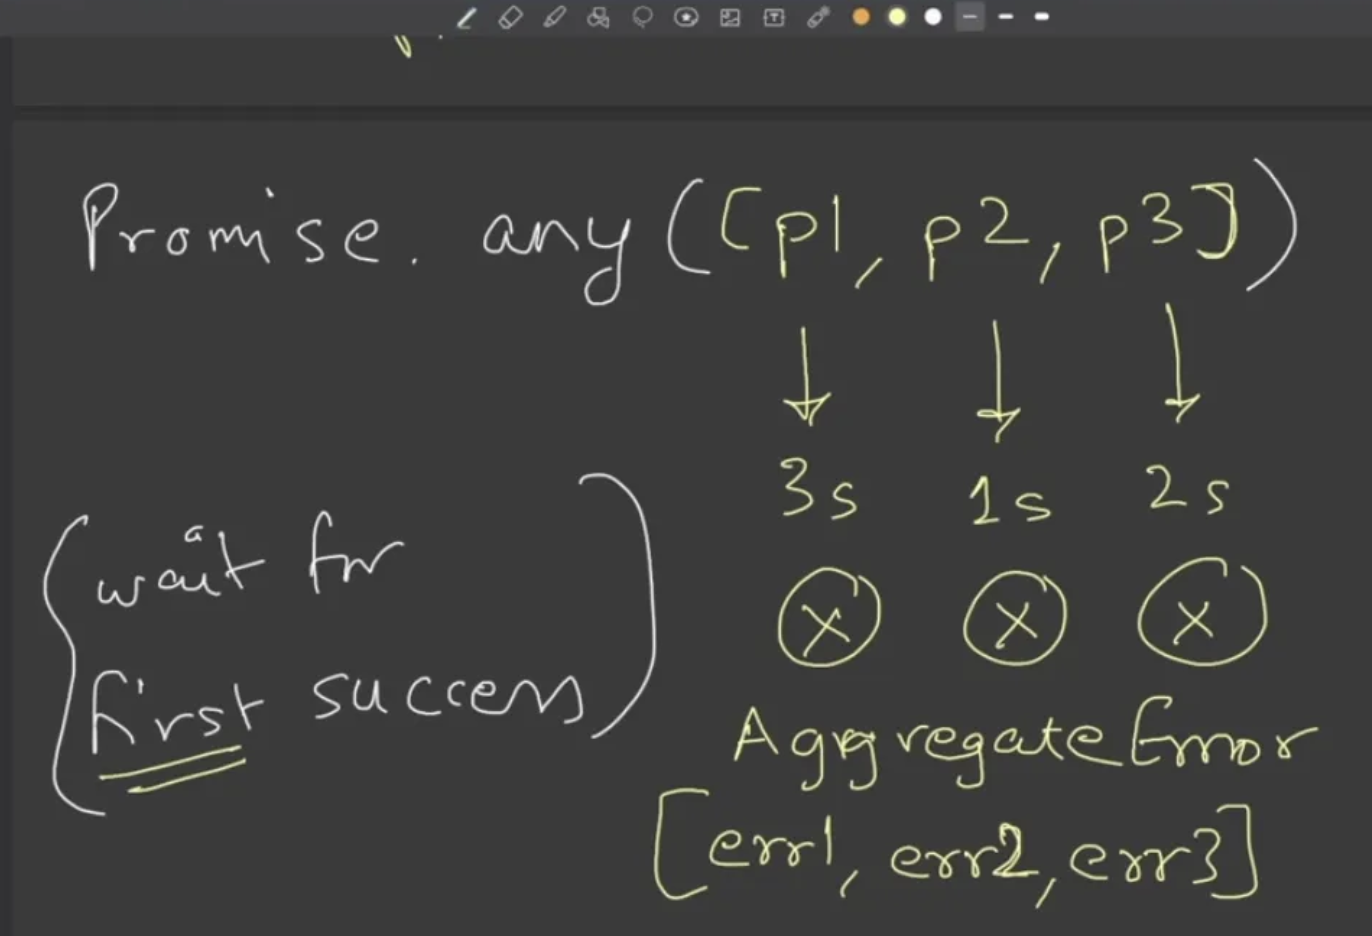 Promise. any ([p1, p2, p3])
3s 1s 2s
wait for
first success
X X X
AggregateError
[err1, err2, err3]